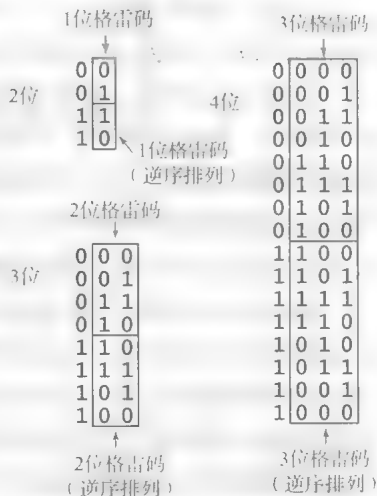 1位格雷码
2位
0 0
0 1
1 1
1 0
1位格雷码
(逆序排列)
2位格雷码
3位
0 0 0
0 0 1
0 1 1
0 1 0
1 1 0
1 1 1
1 0 1
1 0 0
2位格雷码
(逆序排列)
3位格雷码
4位
0 0 0 0
0 0 0 1
0 0 1 1
0 0 1 0
0 1 1 0
0 1 1 1
0 1 0 1
0 1 0 0
1 1 0 0
1 1 0 1
1 1 1 1
1 1 1 0
1 0 1 0
1 0 1 1
1 0 0 1
1 0 0 0
3位格雷码
(逆序排列)